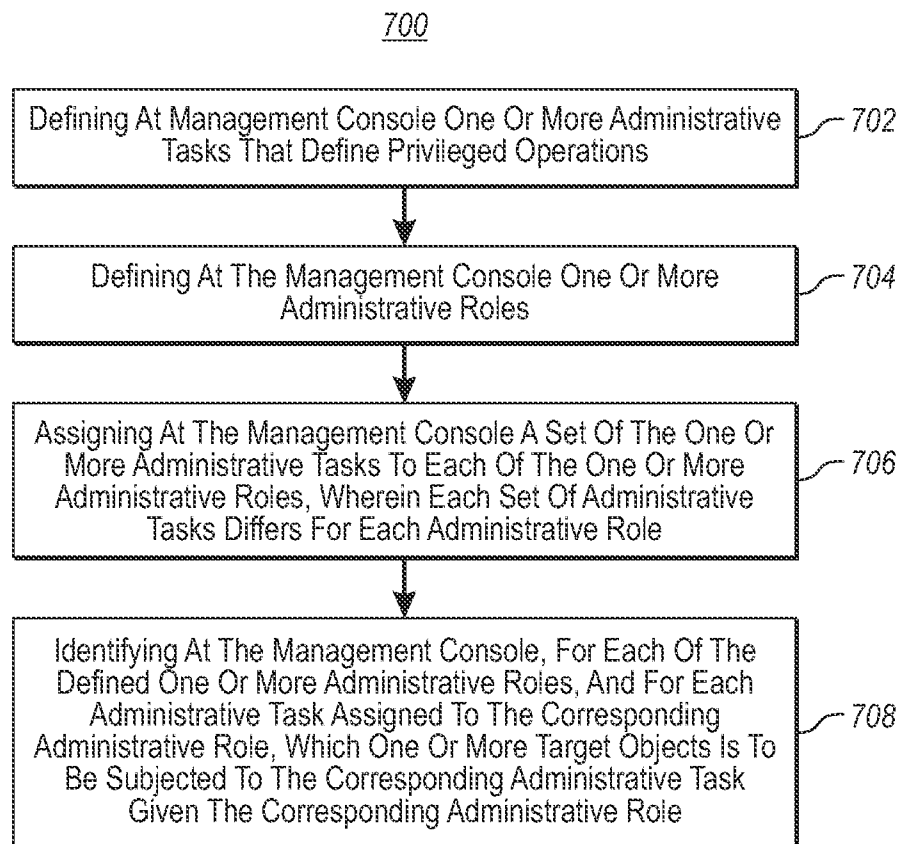 700
Defining At Management Console One Or More Administrative
Tasks That Define Privileged Operations
702
Defining At The Management Console One Or More
Administrative Roles
704
Assigning At The Management Console A Set Of The One Or
More Administrative Tasks To Each Of The One Or More
Administrative Roles, Wherein Each Set Of Administrative
Tasks Differs For Each Administrative Role
706
Identifying At The Management Console, For Each Of The
Defined One Or More Administrative Roles, And For Each
Administrative Task Assigned To The Corresponding
Administrative Role, Which One Or More Target Objects Is To
Be Subjected To The Corresponding Administrative Task
Given The Corresponding Administrative Role
708